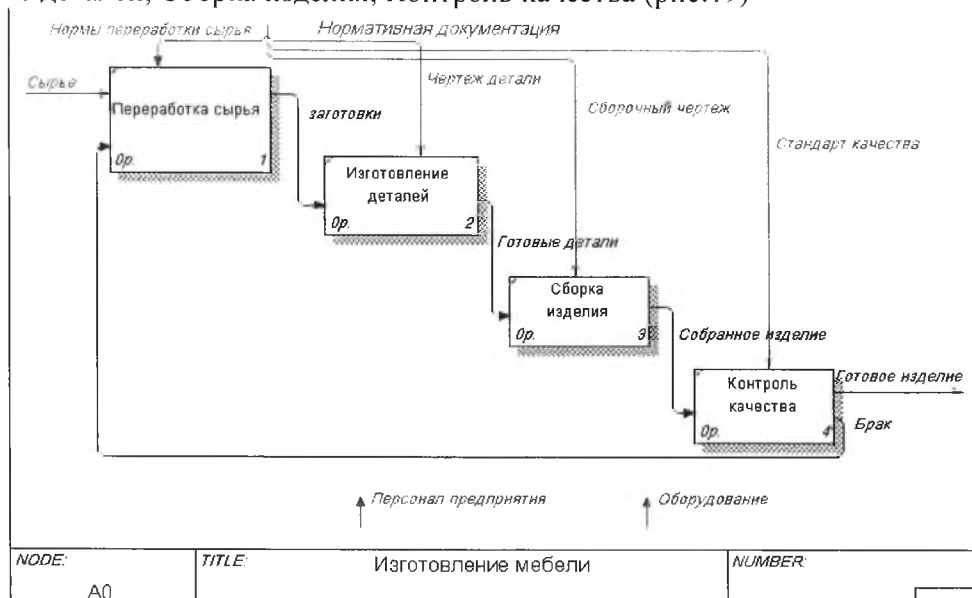 Сборка изделия, Контроль качества (рис.19)
Нормы переработки сырья
Нормативная документация
Сырье
Чертеж детали
Переработка сырья
заготовки
Сборочный чертеж
0р. 1
Стандарт качества
Изготовление
деталей
0р. 2
Готовые детали
Сборка
изделия
0р. 3
Собранное изделие
Контроль
качества
Готовое изделие
0р. 4
Брак
Персонал предприятия
Оборудование
NODE:
TITLE:
Изготовление мебели
NUMBER:
A0